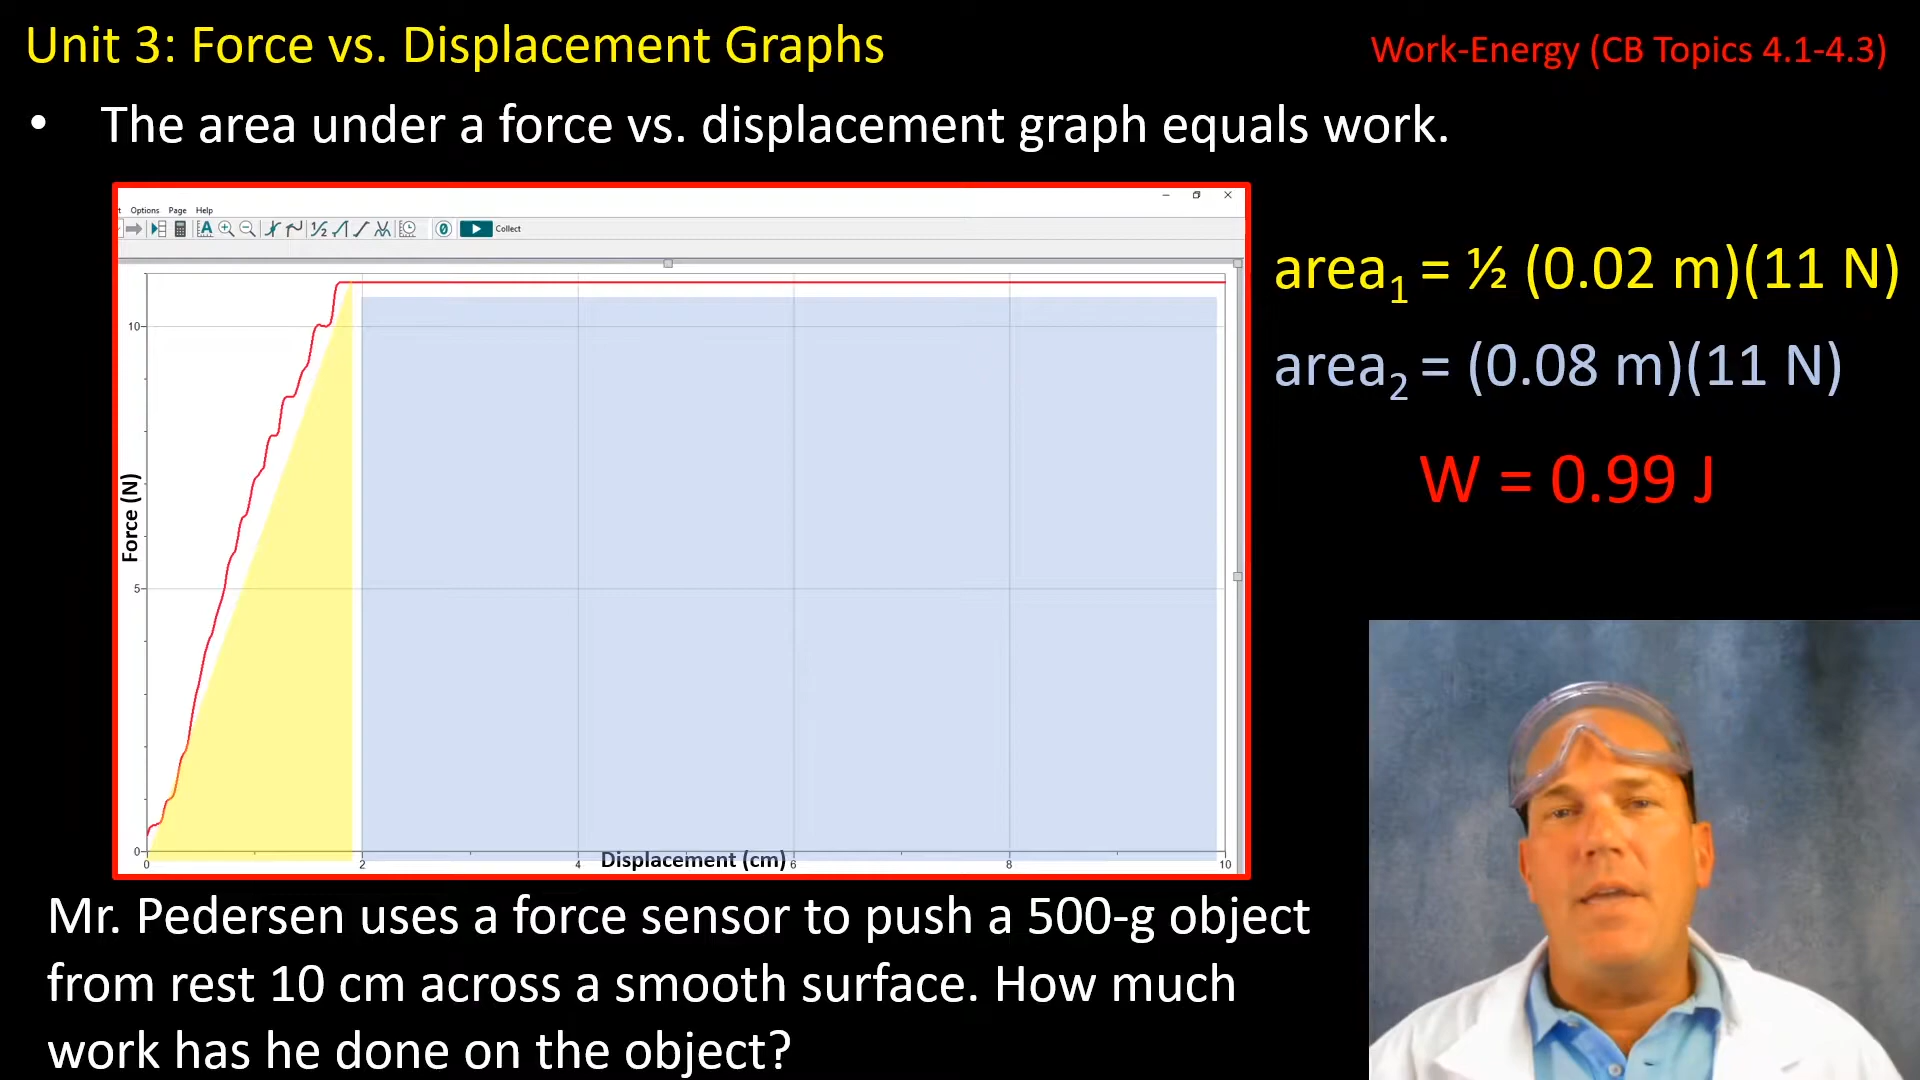 Unit 3: Force vs. Displacement Graphs
Work-Energy (CB Topics 4.1-4.3)
• The area under a force vs. displacement graph equals work.
t Options Page Help
½ 0 Collect
10
5
0
Force (N)
0 2 4 6 8 10
Displacement (cm)
area₁ = ½ (0.02 m)(11 N)
area₂ = (0.08 m)(11 N)
W = 0.99 J
Mr. Pedersen uses a force sensor to push a 500-g object
from rest 10 cm across a smooth surface. How much
work has he done on the object?